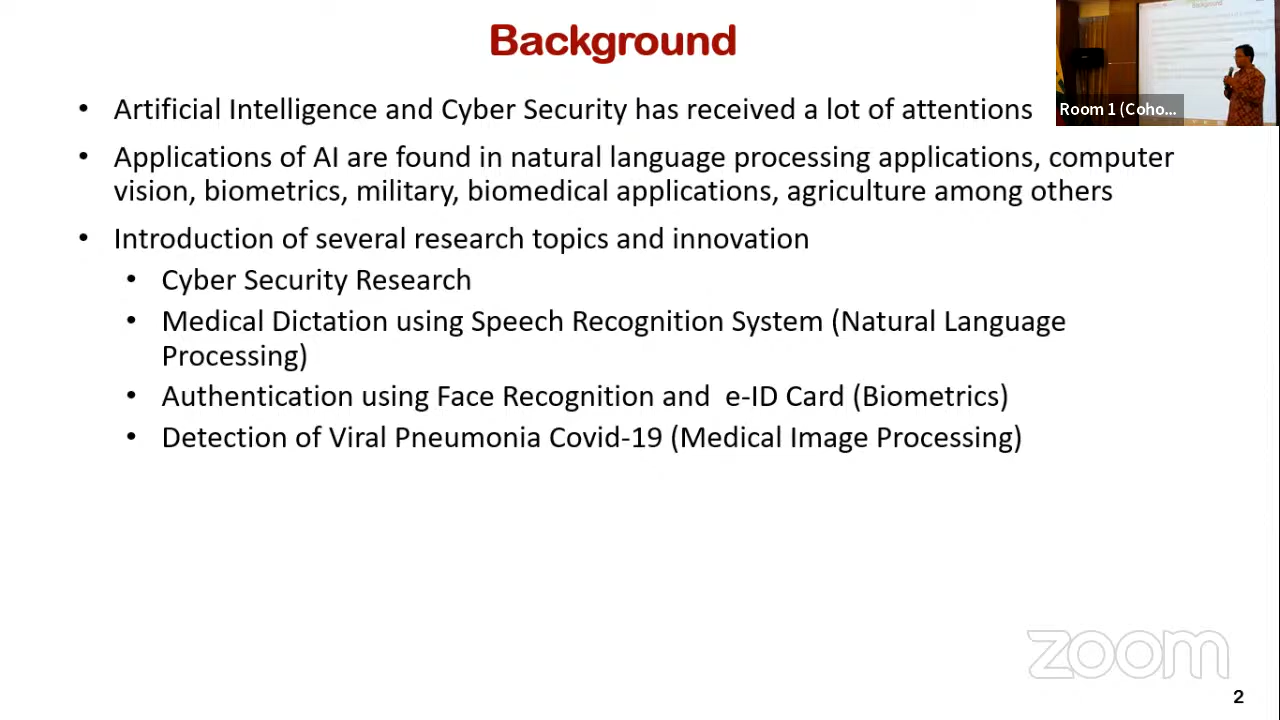 Background
Background
Room 1 (Coho...
• Artificial Intelligence and Cyber Security has received a lot of attentions
• Applications of AI are found in natural language processing applications, computer
vision, biometrics, military, biomedical applications, agriculture among others
• Introduction of several research topics and innovation
• Cyber Security Research
• Medical Dictation using Speech Recognition System (Natural Language
Processing)
• Authentication using Face Recognition and e-ID Card (Biometrics)
• Detection of Viral Pneumonia Covid-19 (Medical Image Processing)
zoom
2